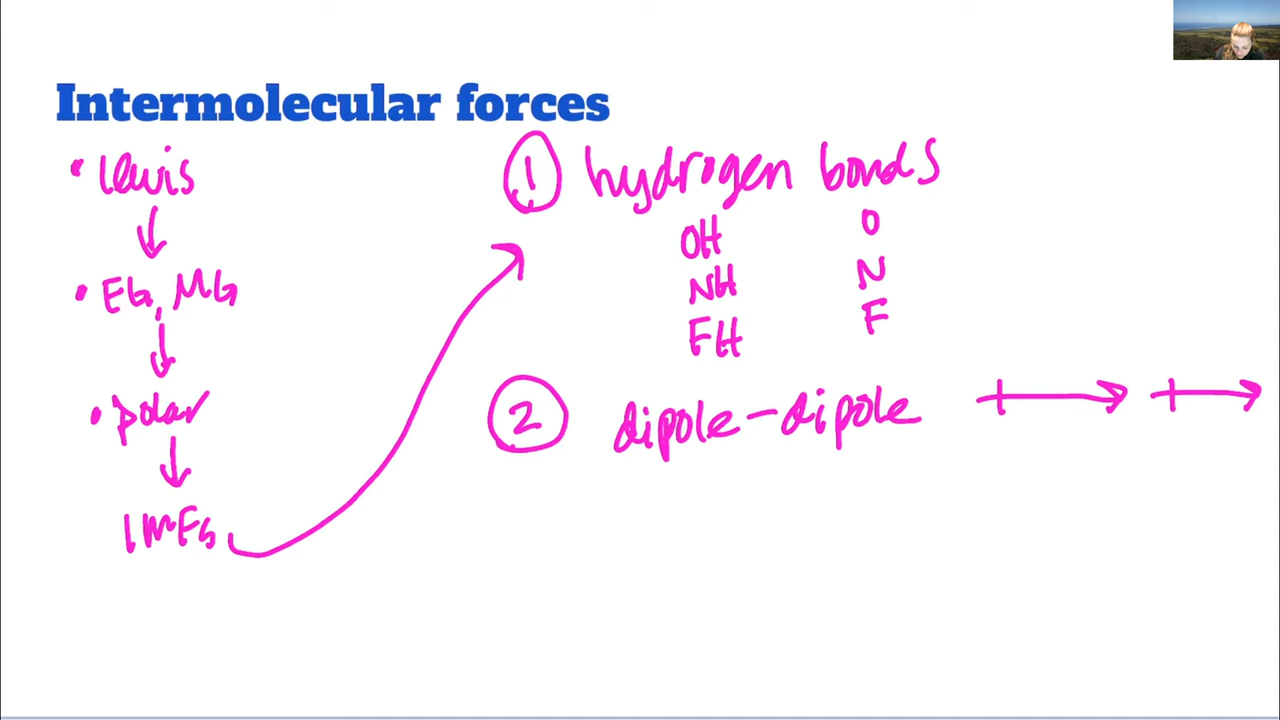 Intermolecular forces
• lewis
• EG, MG
• polar
IMFs
1 hydrogen bonds
OH O
NH N
FH F
2 dipole-dipole